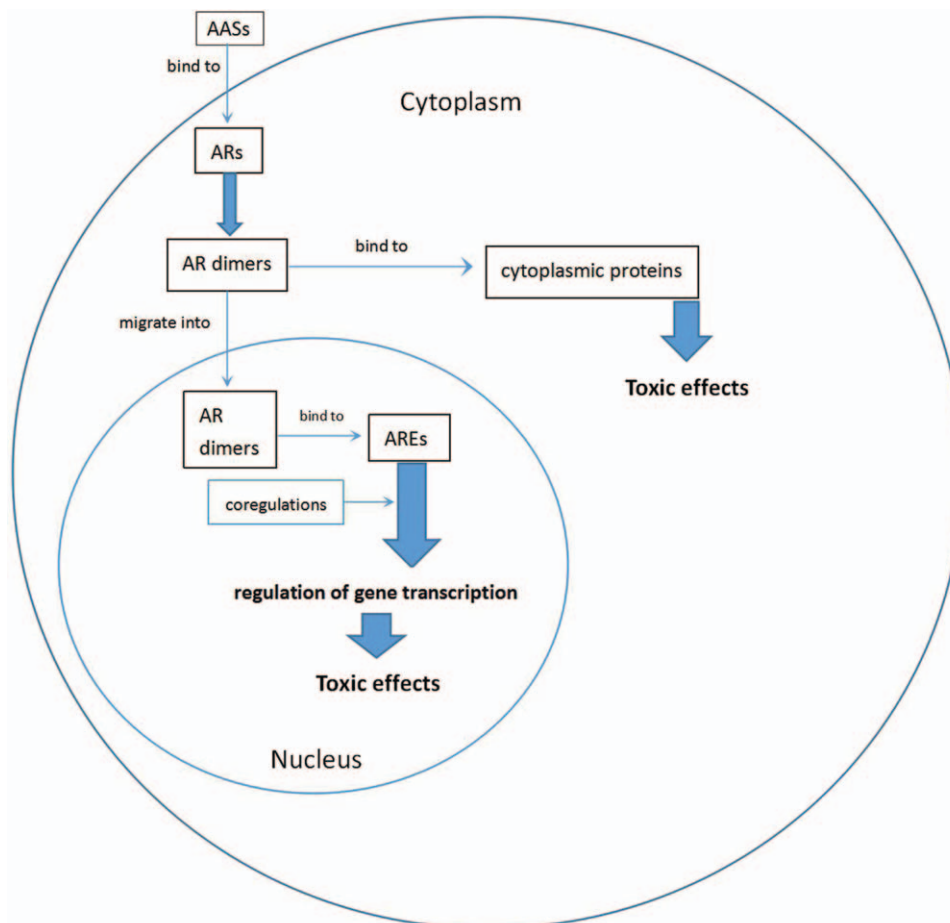 AASs
bind to
Cytoplasm
ARs
AR dimers
bind to
cytoplasmic proteins
migrate into
Toxic effects
AR
dimers
bind to
AREs
coregulations
regulation of gene transcription
Toxic effects
Nucleus